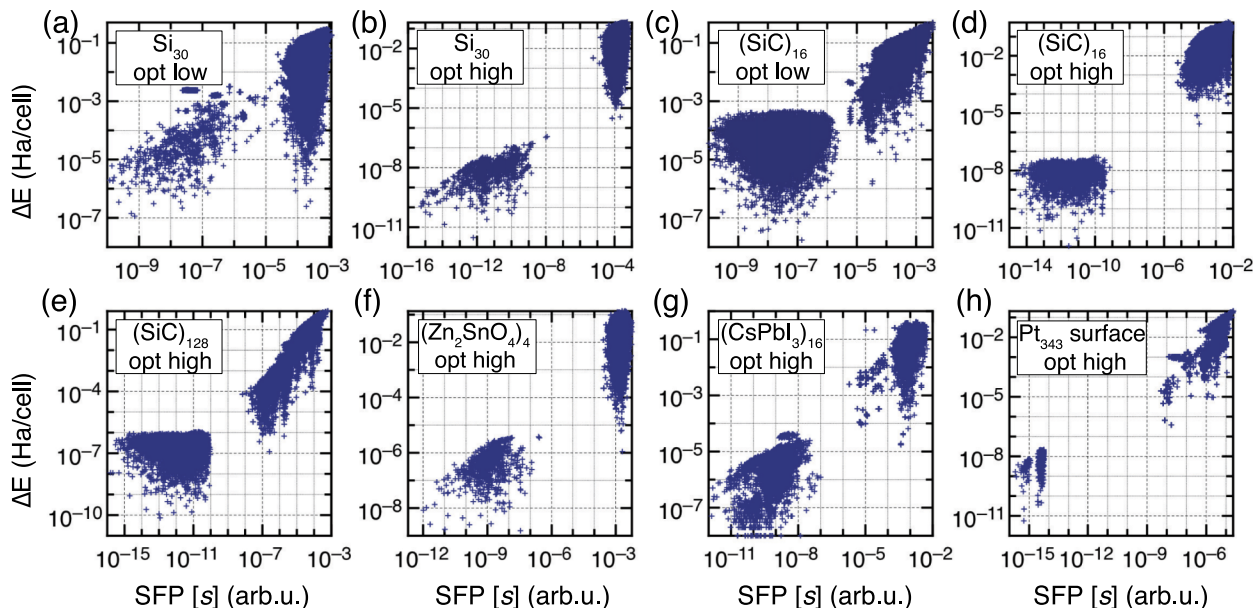 (a) (b) (c) (d)
Si₃₀ Si₃₀ (SiC)₁₆ (SiC)₁₆
opt low opt high opt low opt high
ΔE (Ha/cell)
10⁻¹ 10⁻³ 10⁻⁵ 10⁻⁷
10⁻² 10⁻⁵ 10⁻⁸ 10⁻¹¹
10⁻¹ 10⁻³ 10⁻⁵ 10⁻⁷
10⁻² 10⁻⁵ 10⁻⁸ 10⁻¹¹
10⁻⁹ 10⁻⁷ 10⁻⁵ 10⁻³ 10⁻¹⁶ 10⁻¹² 10⁻⁸ 10⁻⁴ 10⁻⁹ 10⁻⁷ 10⁻⁵ 10⁻³ 10⁻¹⁴ 10⁻¹⁰ 10⁻⁶ 10⁻²
(e) (f) (g) (h)
(SiC)₁₂₈ (Zn₂SnO₄)₄ (CsPbI₃)₁₆ Pt₃₄₃ surface
opt high opt high opt high opt high
ΔE (Ha/cell)
10⁻¹ 10⁻⁴ 10⁻⁷ 10⁻¹⁰
10⁻² 10⁻⁴ 10⁻⁶ 10⁻⁸
10⁻¹ 10⁻³ 10⁻⁵ 10⁻⁷
10⁻² 10⁻⁵ 10⁻⁸ 10⁻¹¹
10⁻¹⁵ 10⁻¹¹ 10⁻⁷ 10⁻³ 10⁻¹² 10⁻⁹ 10⁻⁶ 10⁻³ 10⁻¹¹ 10⁻⁸ 10⁻⁵ 10⁻² 10⁻¹⁵ 10⁻¹² 10⁻⁹ 10⁻⁶
SFP [s] (arb.u.) SFP [s] (arb.u.) SFP [s] (arb.u.) SFP [s] (arb.u.)